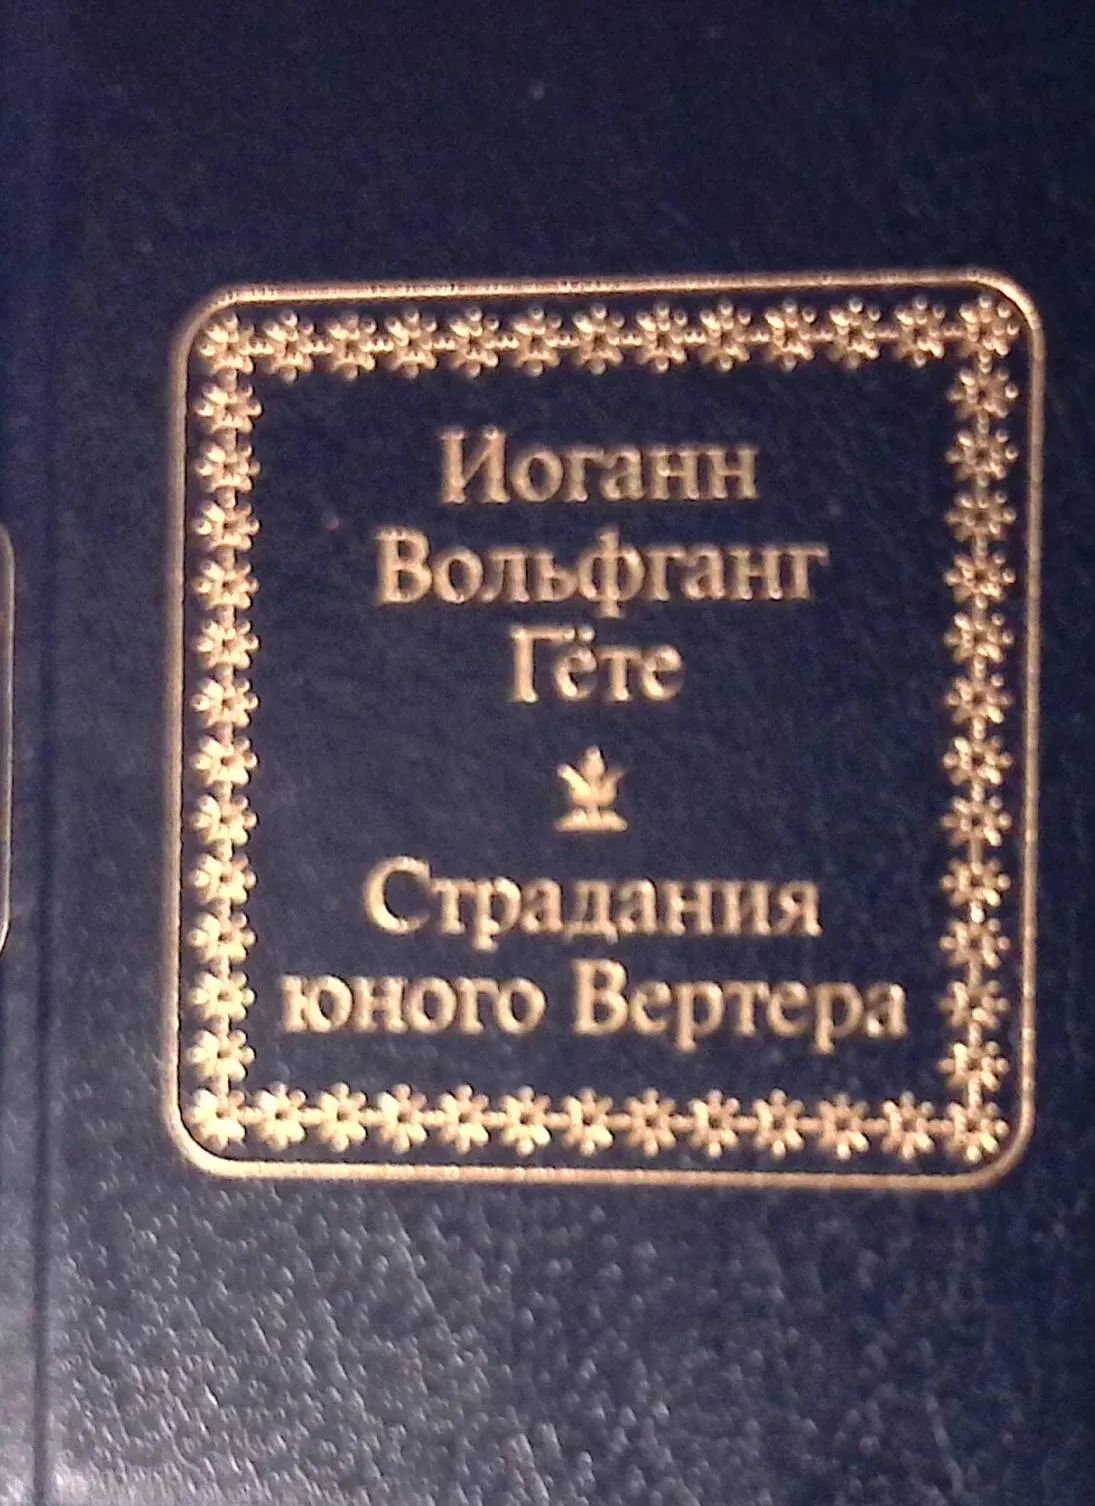 Иоганн
Вольфганг
Гёте
Страдания
юного Вертера